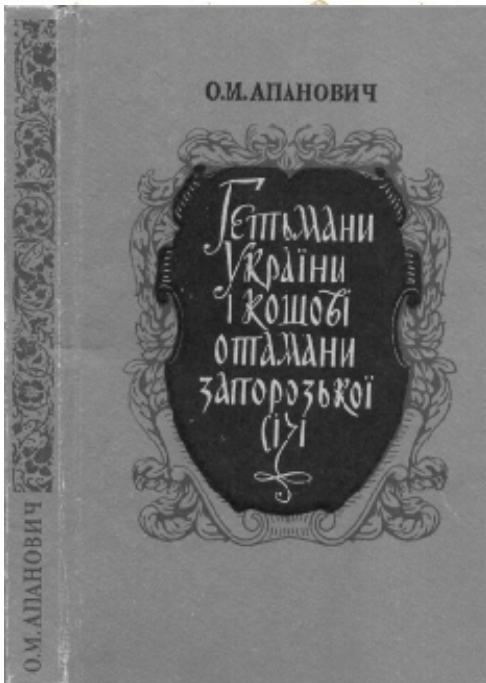 О.М.АПАНОВИЧ
Гетьмани
України
і кошові
отамани
запорозької
січі
О.М.АПАНОВИЧ